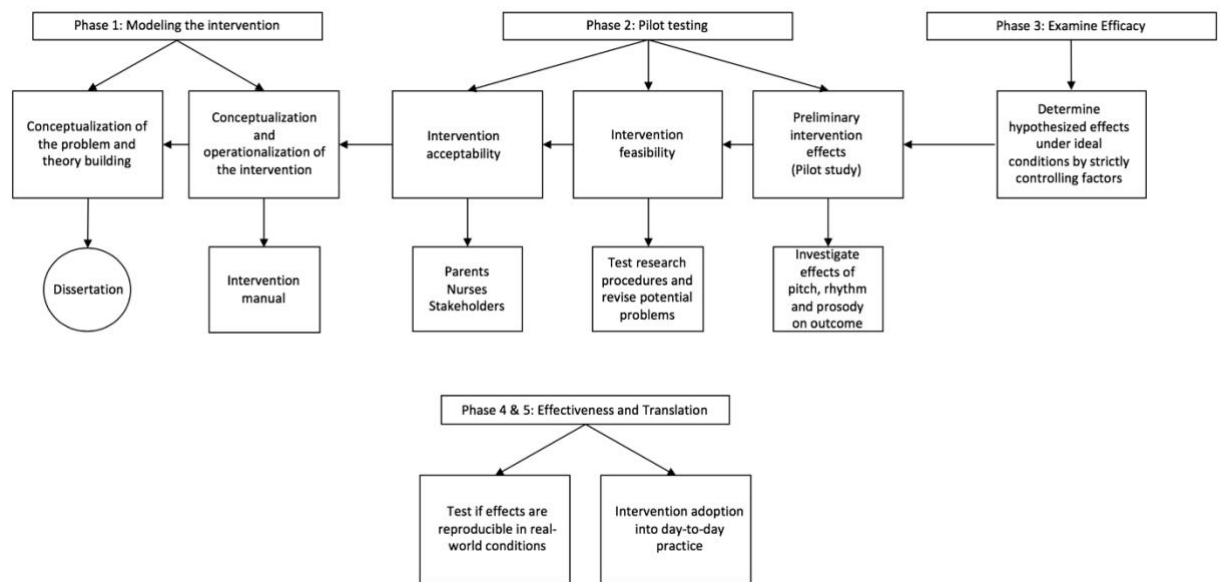 Phase 1: Modeling the intervention
Phase 2: Pilot testing
Phase 3: Examine Efficacy
Conceptualization of
the problem and
theory building
Conceptualization
and
operationalization of
the intervention
Intervention
acceptability
Intervention
feasibility
Preliminary
intervention
effects
(Pilot study)
Determine
hypothesized effects
under ideal
conditions by strictly
controlling factors
Dissertation
Intervention
manual
Parents
Nurses
Stakeholders
Test research
procedures and
revise potential
problems
Investigate
effects of
pitch, rhythm
and prosody
on outcome
Phase 4 & 5: Effectiveness and Translation
Test if effects are
reproducible in real-
world conditions
Intervention adoption
into day-to-day
practice